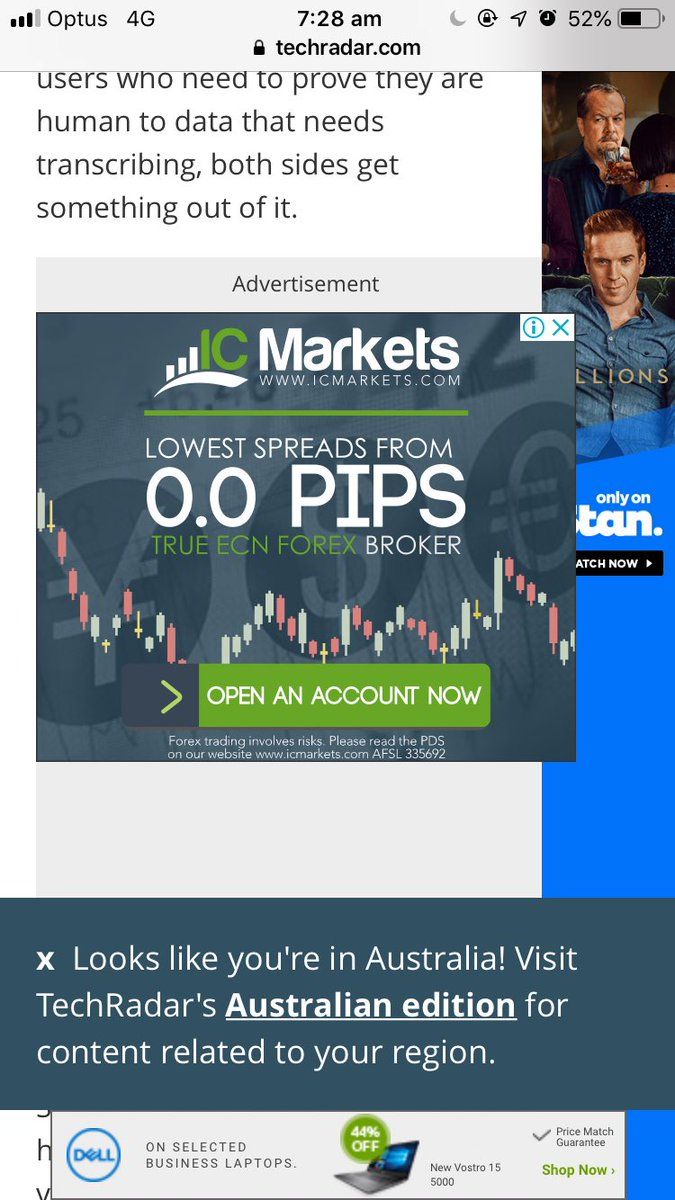 Optus 4G 7:28 am 52%
techradar.com
users who need to prove they are
human to data that needs
transcribing, both sides get
something out of it.
Advertisement
IC Markets
WWW.ICMARKETS.COM
LOWEST SPREADS FROM
0.0 PIPS
TRUE ECN FOREX BROKER
OPEN AN ACCOUNT NOW
Forex trading involves risks. Please read the PDS
on our website www.icmarkets.com AFSL 335692
LLIONS
only on
tan.
ATCH NOW
x Looks like you're in Australia! Visit
TechRadar's Australian edition for
content related to your region.
DELL
ON SELECTED
BUSINESS LAPTOPS.
44%
OFF
New Vostro 15
5000
Price Match
Guarantee
Shop Now ›